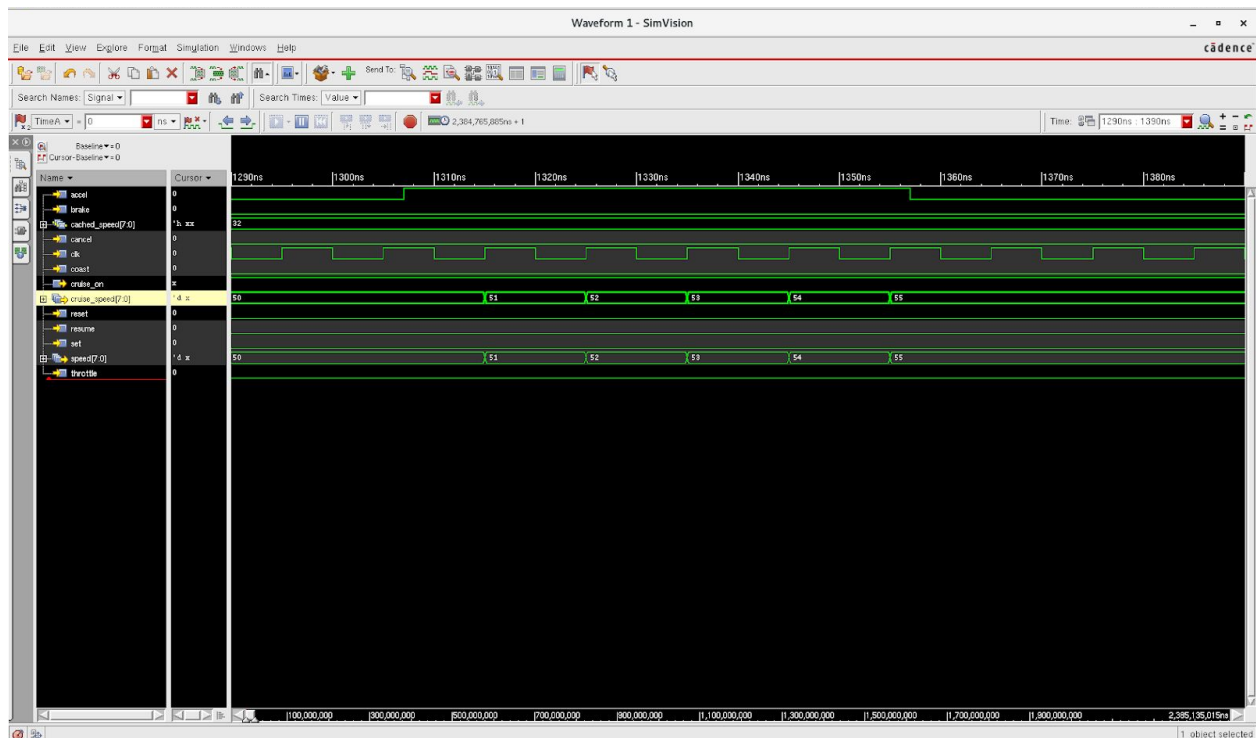 Waveform 1 - SimVision
File Edit View Explore Format Simulation Windows Help
cādence
Send To:
Search Names: Signal
Search Times: Value
TimeA = 0 ns 2,384,765,885ns + 1 Time: 1290ns : 1390ns
Baseline = 0
Cursor-Baseline = 0
Name Cursor 1290ns 1300ns 1310ns 1320ns 1330ns 1340ns 1350ns 1360ns 1370ns 1380ns
accel 0
brake 0
cached_speed[7:0] 'h xx 32
cancel 0
clk 0
coast 0
cruise_on x
cruse_speed[7:0] 'd x 50 51 52 53 54 55
reset 0
resume 0
set 0
speed[7:0] 'd x 50 51 52 53 54 55
throttle 0
100,000,000 300,000,000 500,000,000 700,000,000 900,000,000 1,100,000,000 1,300,000,000 1,500,000,000 1,700,000,000 1,900,000,000 2,385,135,015ns
1 object selected